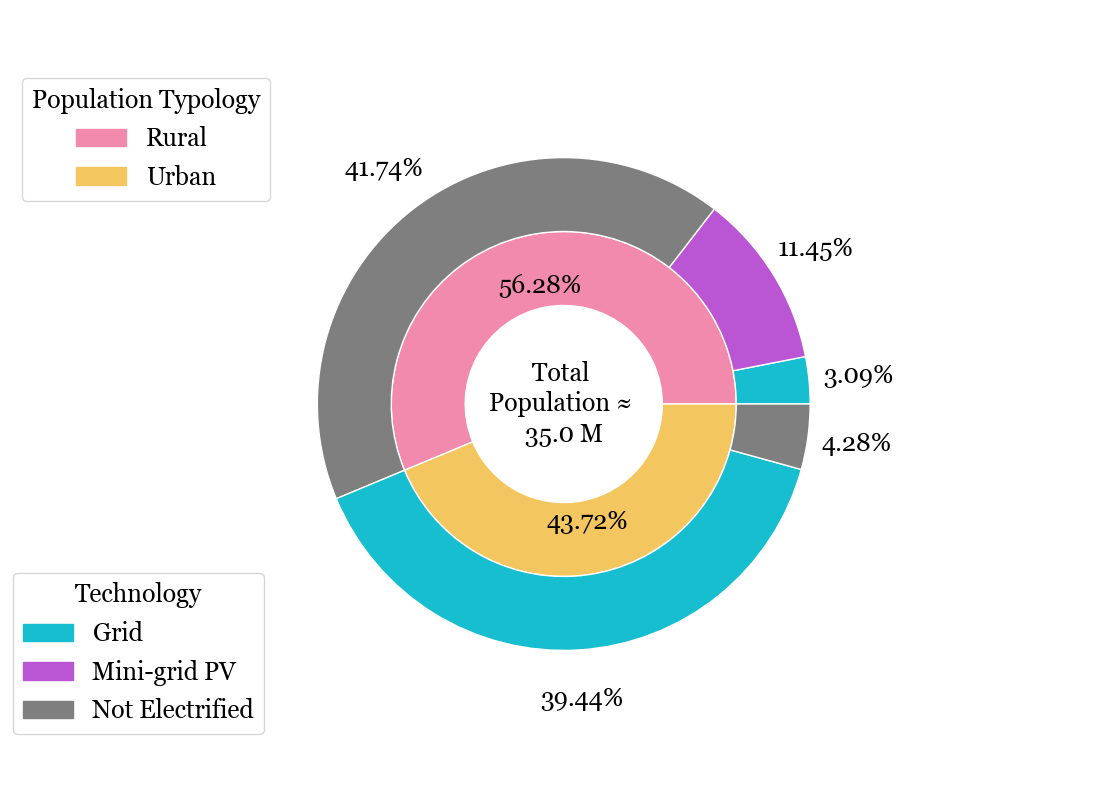 Population Typology
Rural
Urban
41.74%
11.45%
56.28%
Total
Population ≈
35.0 M
3.09%
4.28%
43.72%
39.44%
Technology
Grid
Mini-grid PV
Not Electrified